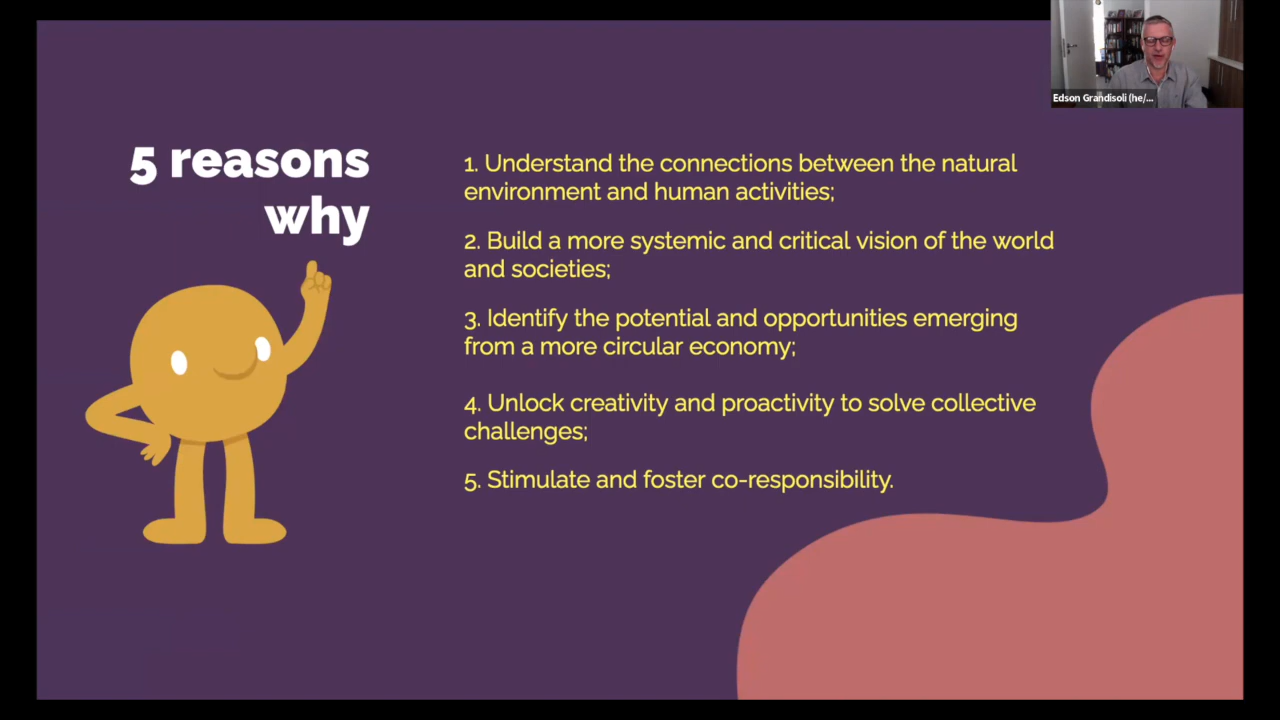 Edson Grandisoli (he/...
5 reasons
why
1. Understand the connections between the natural
environment and human activities;
2. Build a more systemic and critical vision of the world
and societies;
3. Identify the potential and opportunities emerging
from a more circular economy;
4. Unlock creativity and proactivity to solve collective
challenges;
5. Stimulate and foster co-responsibility.